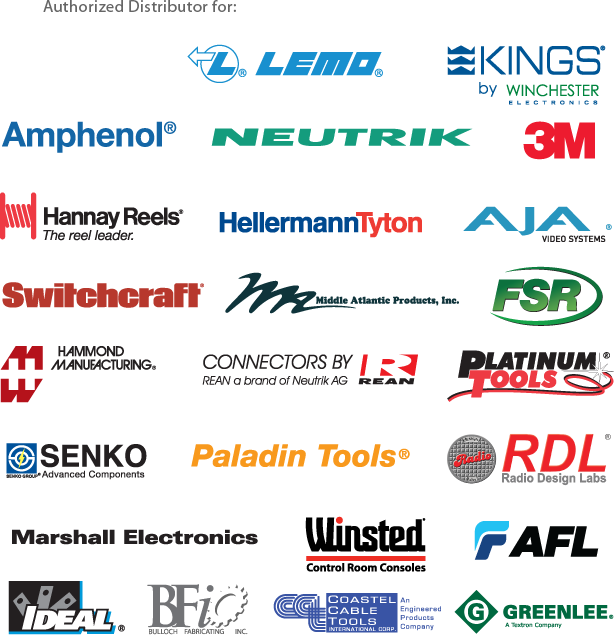 Authorized Distributor for:
L® LEMO®
KINGS®
by WINCHESTER
ELECTRONICS
Amphenol®
NEUTRIK
3M
Hannay Reels®
The reel leader.
HellermannTyton
AJA®
VIDEO SYSTEMS
Switchcraft®
Middle Atlantic Products, Inc.
FSR
HAMMOND
MANUFACTURING®
CONNECTORS BY
REAN a brand of Neutrik AG
R
REAN
PLATINUM®
TOOLS
SENKO
SENKO GROUP®
Advanced Components
Paladin Tools®
Radio
RDL®
Radio Design Labs
Marshall Electronics
Winsted
Control Room Consoles
AFL
IDEAL®
BFi
BULLOCH FABRICATING INC.
CCT
COASTEL
CABLE
TOOLS
INTERNATIONAL CORP.
An
Engineered
Products
Company
G
GREENLEE.
A Textron Company